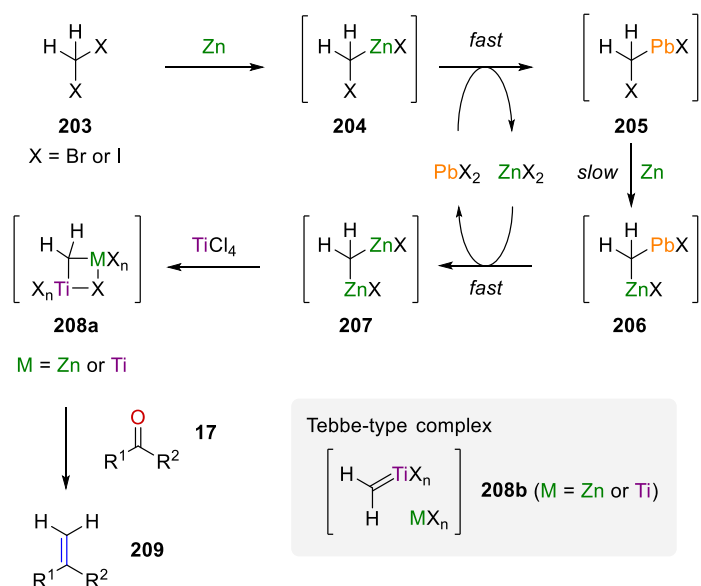 H
H
X
X
203
X = Br or I
Zn
H
H
ZnX
X
204
fast
PbX₂
ZnX₂
H
H
PbX
X
205
slow
Zn
H
H
PbX
ZnX
206
fast
H
H
ZnX
ZnX
207
TiCl₄
H
H
MXₙ
XₙTi
X
208a
M = Zn or Ti
O
R¹
R²
17
H
H
R¹
R²
209
Tebbe-type complex
H
TiXₙ
H
MXₙ
208b (M = Zn or Ti)